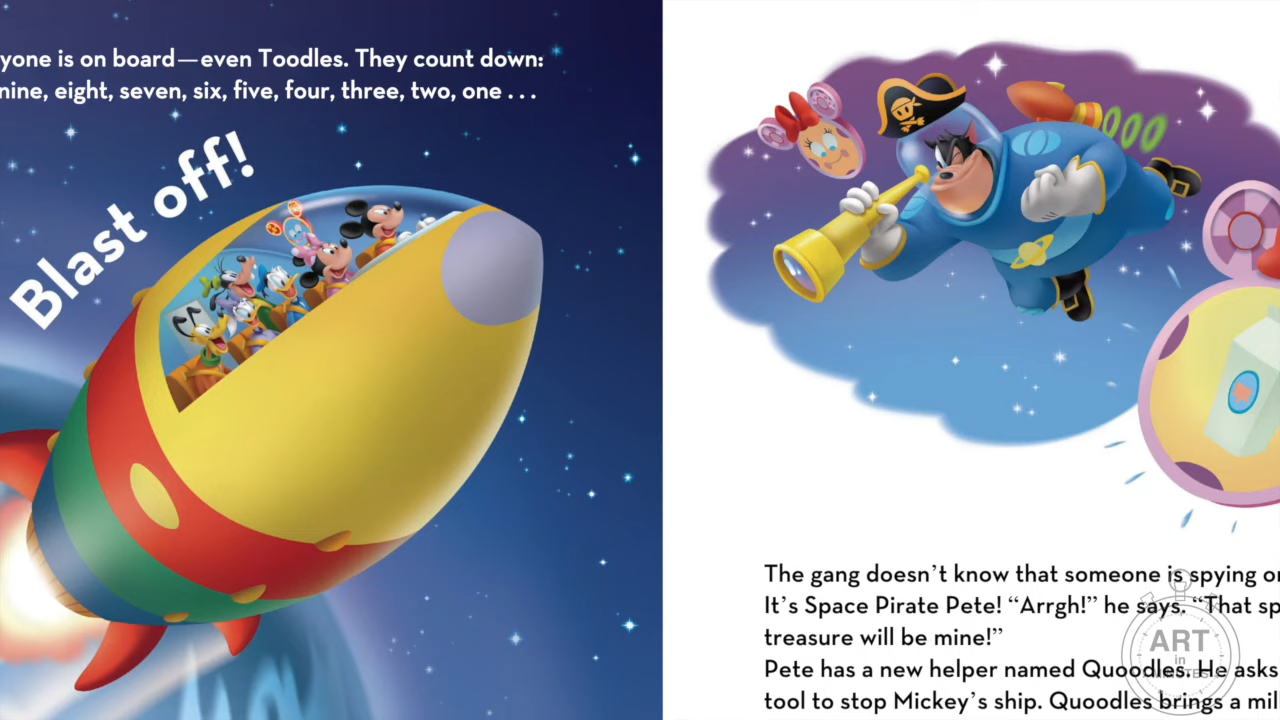 yone is on board—even Toodles. They count down:
nine, eight, seven, six, five, four, three, two, one . . .
Blast off!
The gang doesn’t know that someone is spying on
It’s Space Pirate Pete! “Arrgh!” he says. “That sp
treasure will be mine!”
Pete has a new helper named Quoodles. He asks
tool to stop Mickey’s ship. Quoodles brings a mil
ART
in
MINUTES